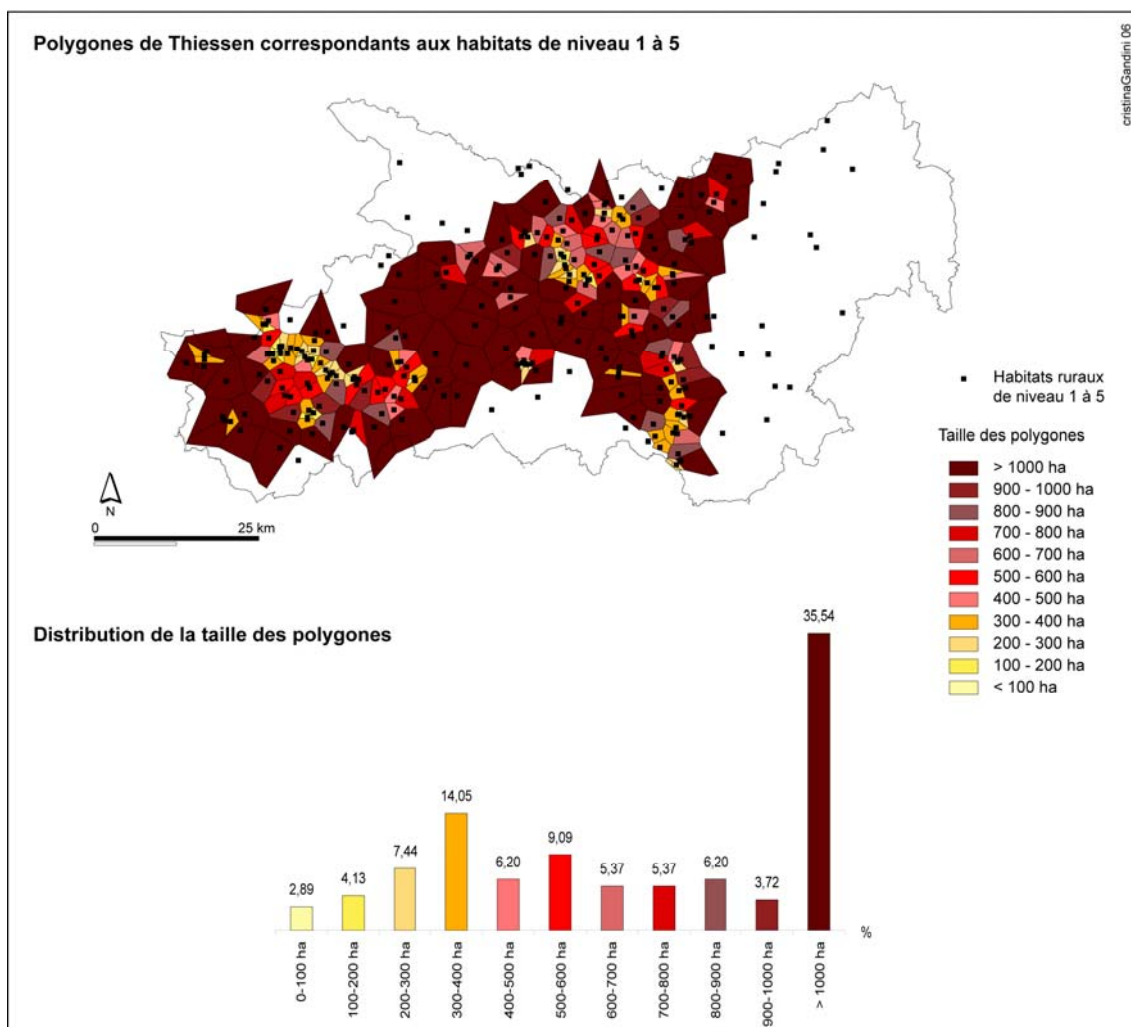 Polygones de Thiessen correspondants aux habitats de niveau 1 à 5
cristinaGandini 06
Habitats ruraux
de niveau 1 à 5
Taille des polygones
> 1000 ha
900 - 1000 ha
800 - 900 ha
700 - 800 ha
600 - 700 ha
500 - 600 ha
400 - 500 ha
300 - 400 ha
200 - 300 ha
100 - 200 ha
< 100 ha
N
0 25 km
Distribution de la taille des polygones
2,89
4,13
7,44
14,05
6,20
9,09
5,37
5,37
6,20
3,72
35,54
%
0-100 ha
100-200 ha
200-300 ha
300-400 ha
400-500 ha
500-600 ha
600-700 ha
700-800 ha
800-900 ha
900-1000 ha
> 1000 ha